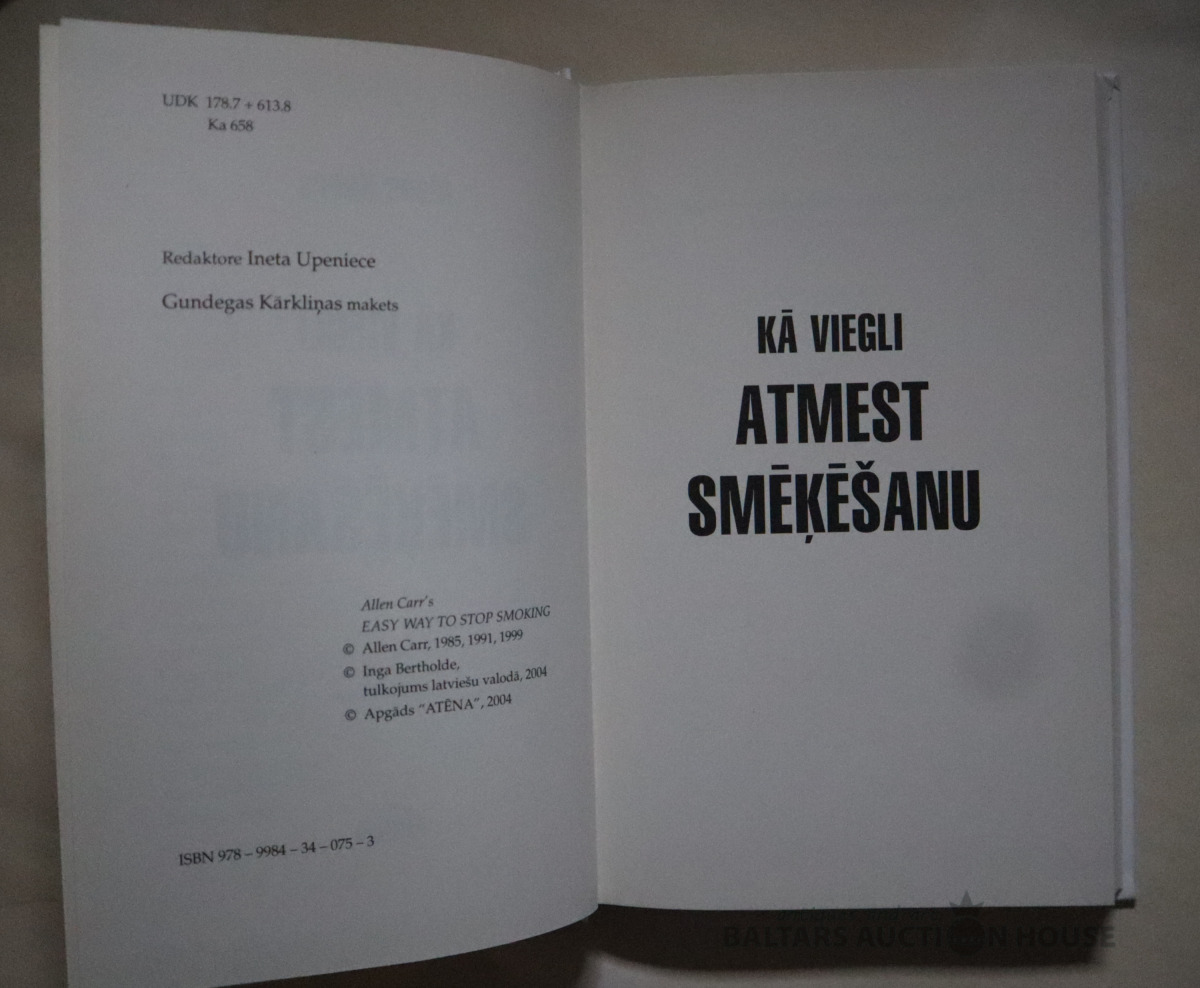 UDK 178.7 + 613.8
Ka 658
Redaktore Ineta Upeniece
Gundegas Kārkliņas makets
Allen Carr's
EASY WAY TO STOP SMOKING
© Allen Carr, 1985, 1991, 1999
© Inga Bertholde,
tulkojums latviešu valodā, 2004
© Apgāds "ATĒNA", 2004
ISBN 978 – 9984 – 34 – 075 – 3
KĀ VIEGLI
ATMEST
SMĒĶĒŠANU
BALTARS AUCTION HOUSE